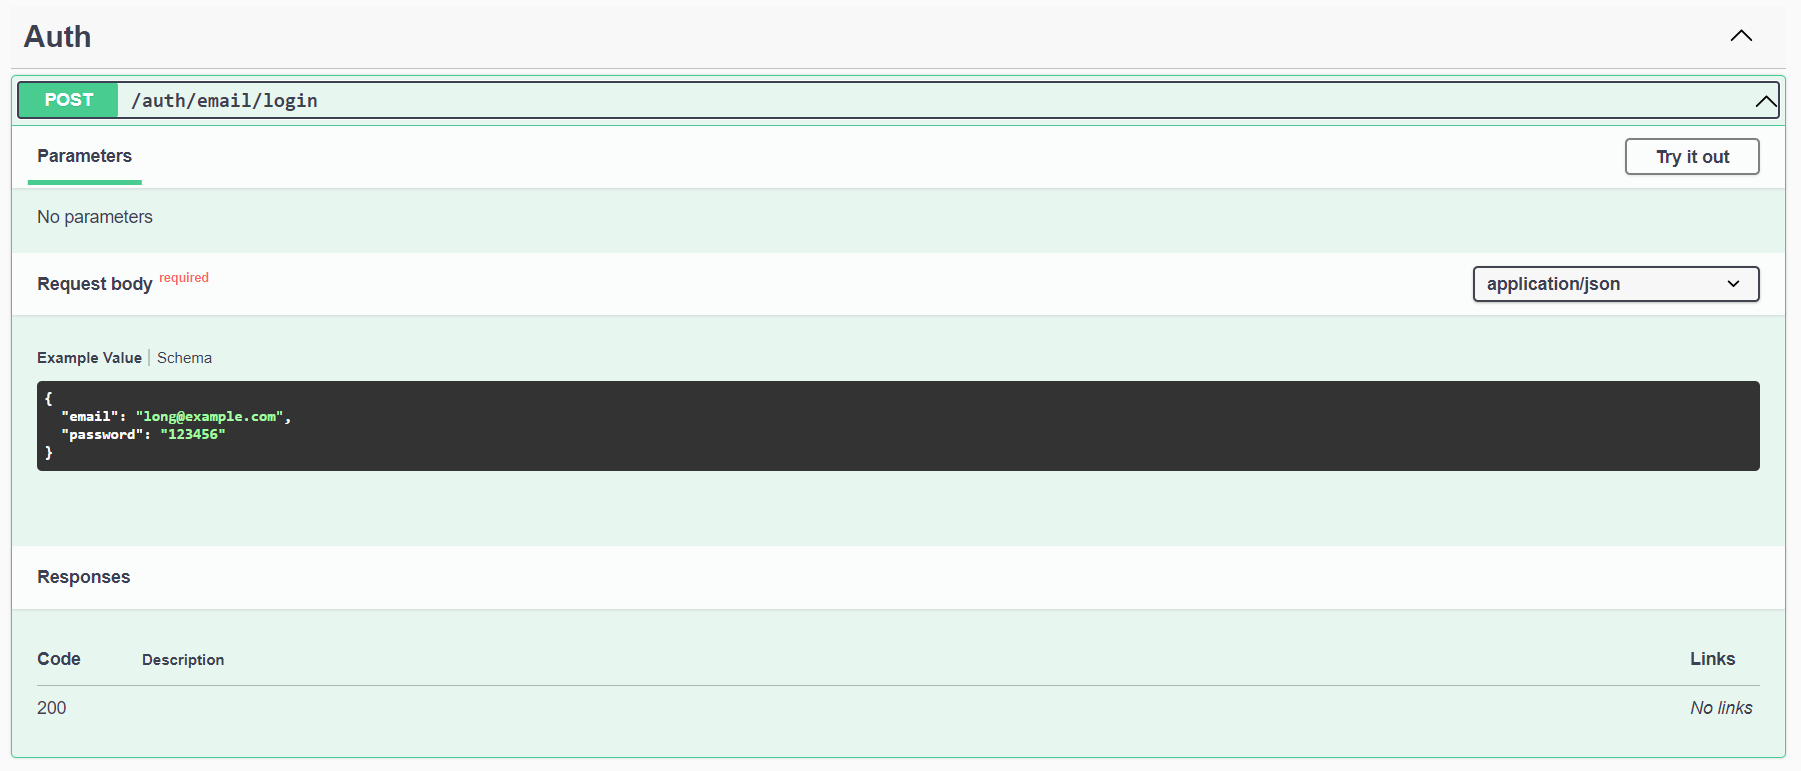 Auth
POST /auth/email/login
Parameters
Try it out
No parameters
Request body required
application/json
Example Value | Schema
{
  "email": "long@example.com",
  "password": "123456"
}
Responses
Code Description Links
200 No links